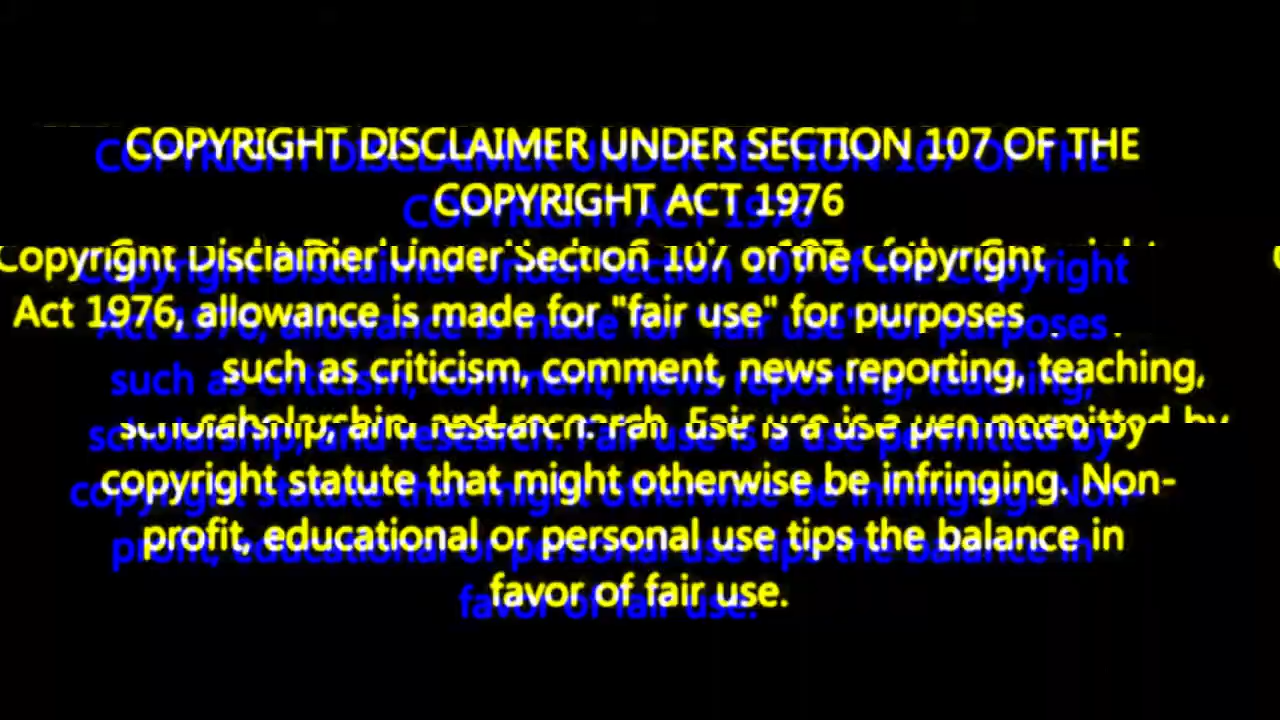 COPYRIGHT DISCLAIMER UNDER SECTION 107 OF THE
COPYRIGHT ACT 1976
Copyright Disclaimer Under Section 107 of the Copyright
Act 1976, allowance is made for "fair use" for purposes
such as criticism, comment, news reporting, teaching,
scholarship, and research. Fair use is a use permitted by
copyright statute that might otherwise be infringing. Non-
profit, educational or personal use tips the balance in
favor of fair use.